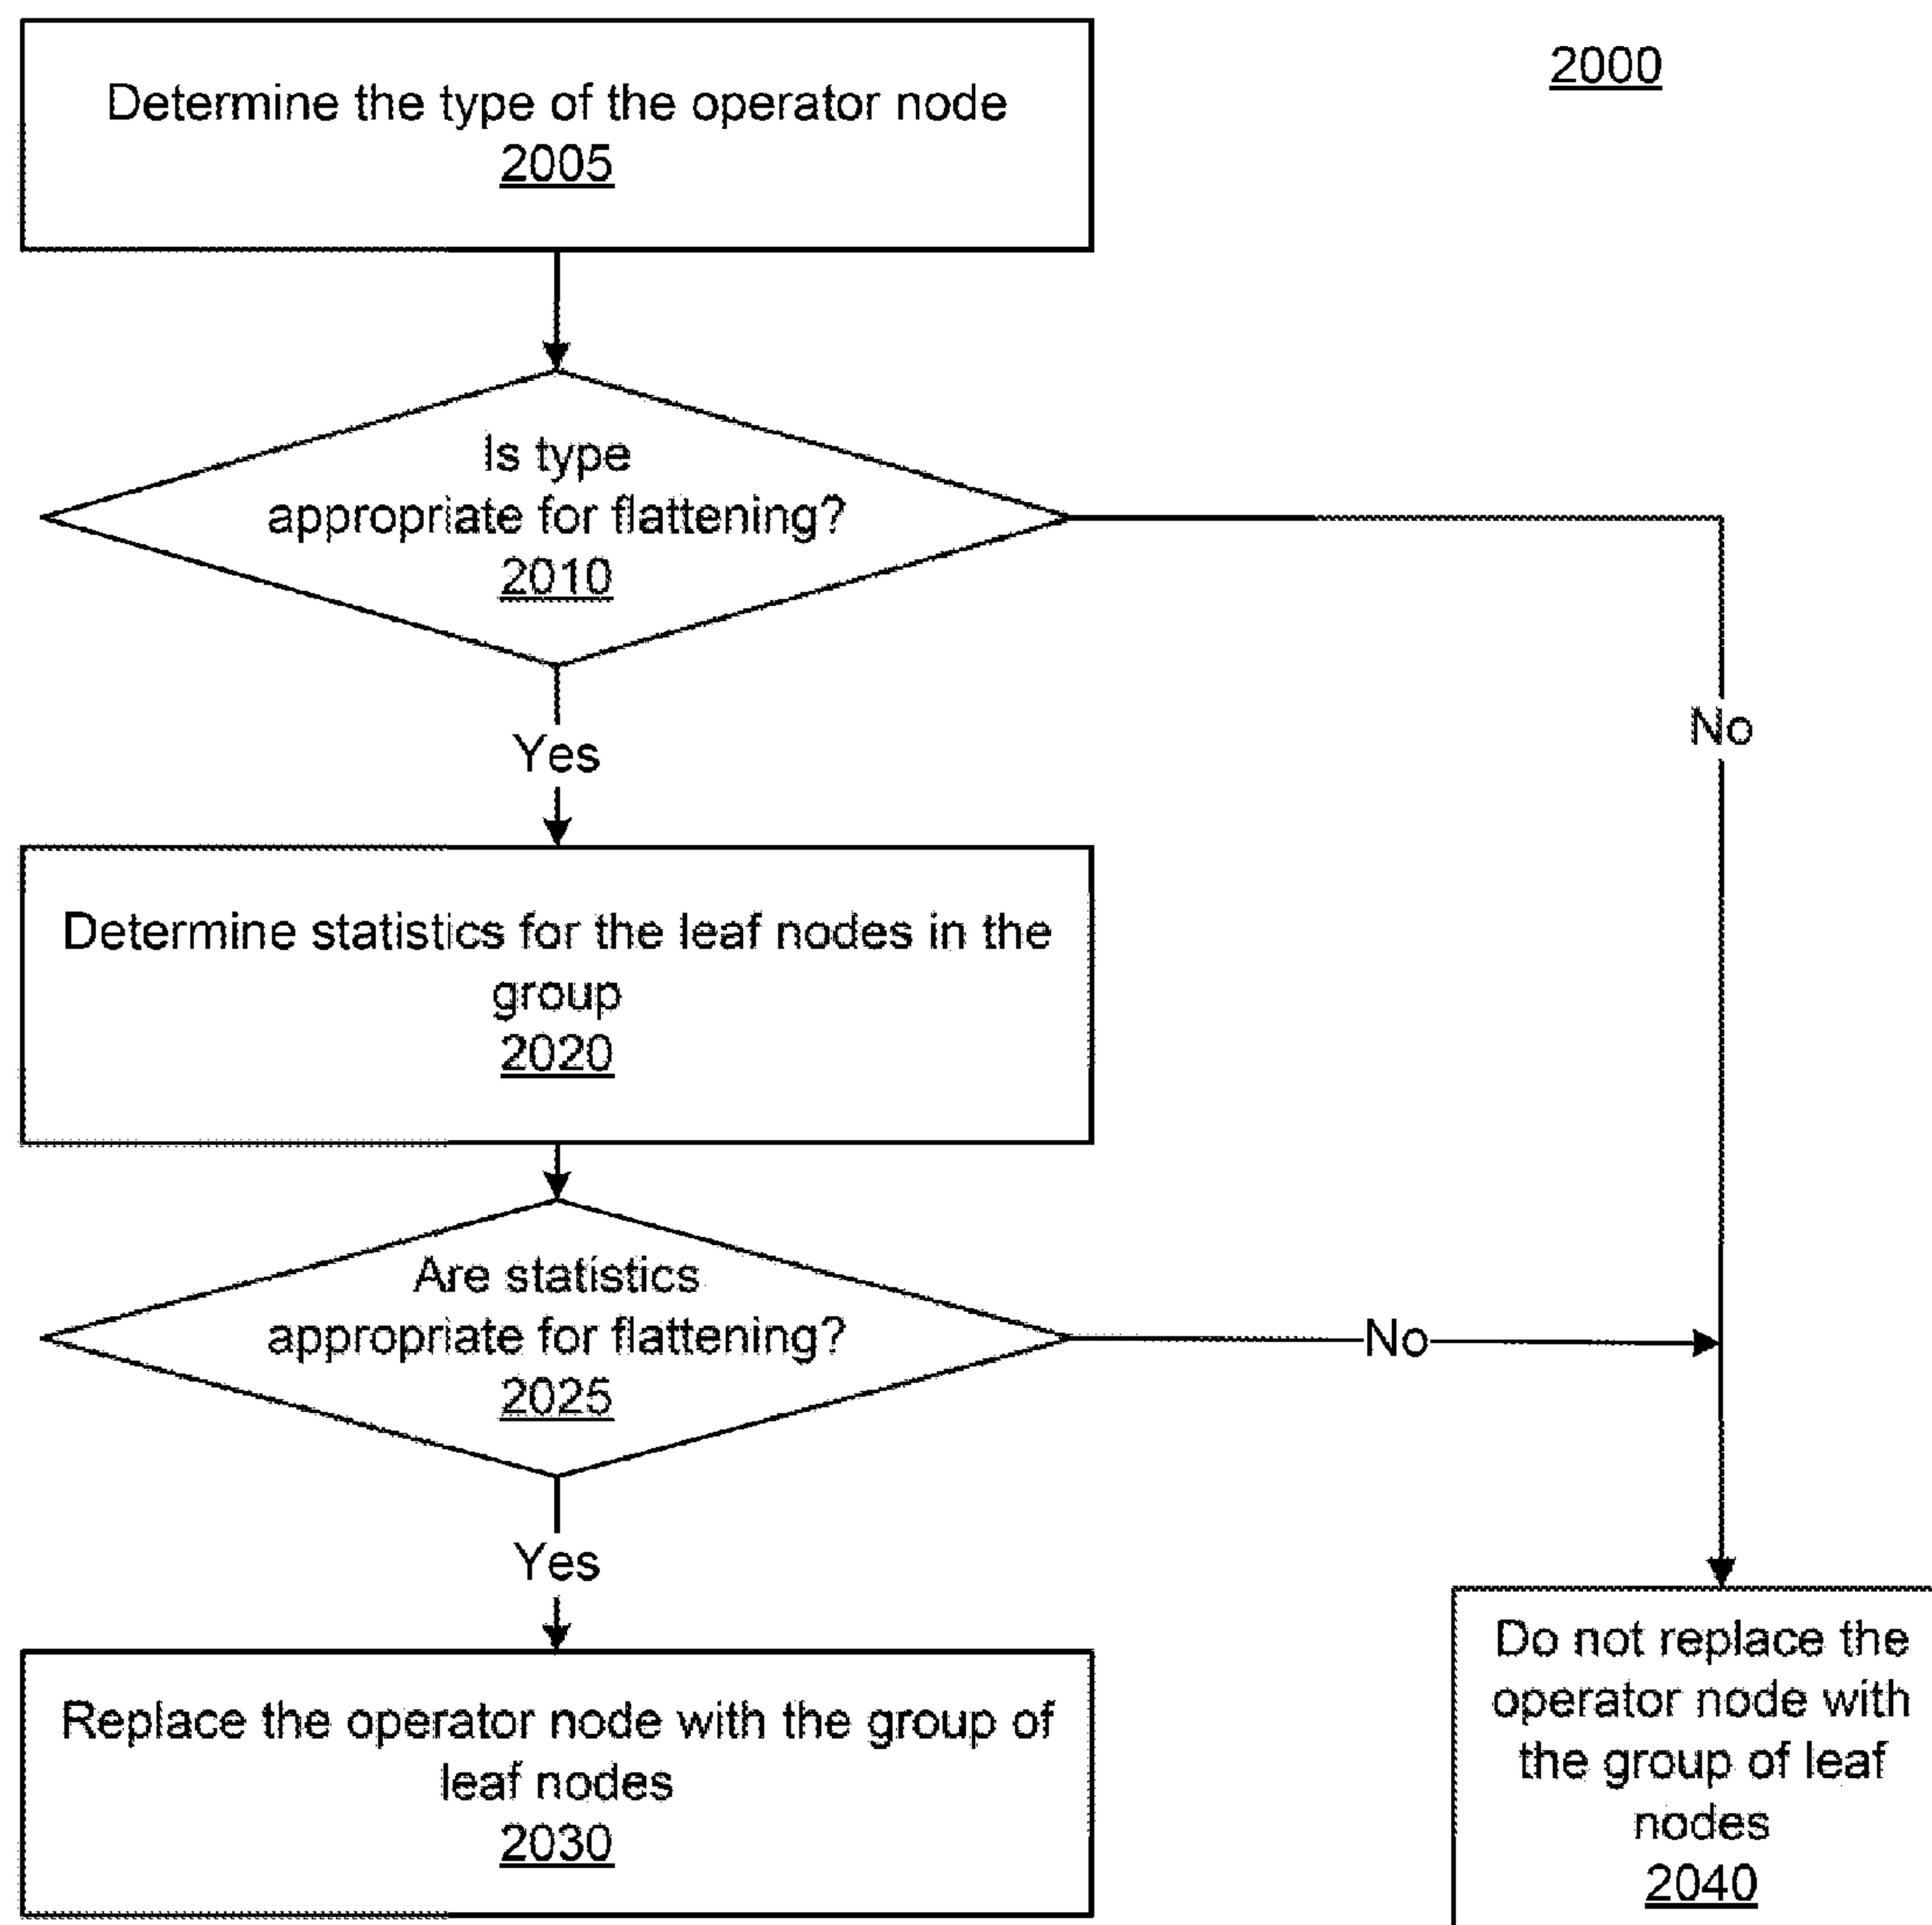 2000
Determine the type of the operator node
2005
Is type
appropriate for flattening?
2010
No
Yes
Determine statistics for the leaf nodes in the
group
2020
Are statistics
appropriate for flattening?
2025
No
Yes
Replace the operator node with the group of
leaf nodes
2030
Do not replace the
operator node with
the group of leaf
nodes
2040